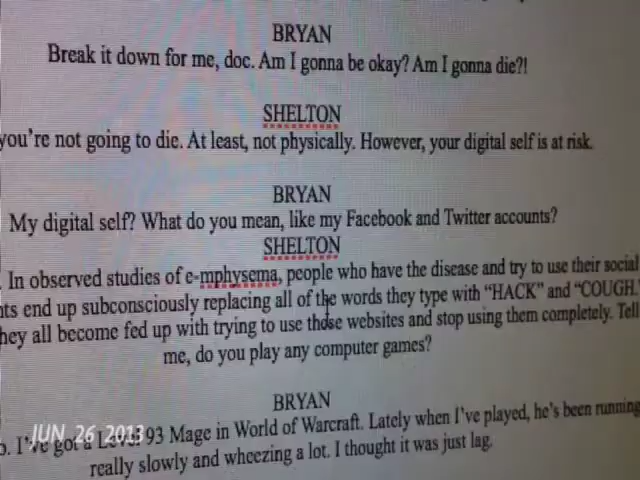 BRYAN
Break it down for me, doc. Am I gonna be okay? Am I gonna die?!
SHELTON
you're not going to die. At least, not physically. However, your digital self is at risk.
BRYAN
My digital self? What do you mean, like my Facebook and Twitter accounts?
SHELTON
. In observed studies of e-mphysema, people who have the disease and try to use their social
nts end up subconsciously replacing all of the words they type with “HACK” and “COUGH.”
hey all become fed up with trying to use those websites and stop using them completely. Tell
me, do you play any computer games?
BRYAN
o. I've got a Level 93 Mage in World of Warcraft. Lately when I've played, he's been running
JUN 26 2013
really slowly and wheezing a lot. I thought it was just lag.